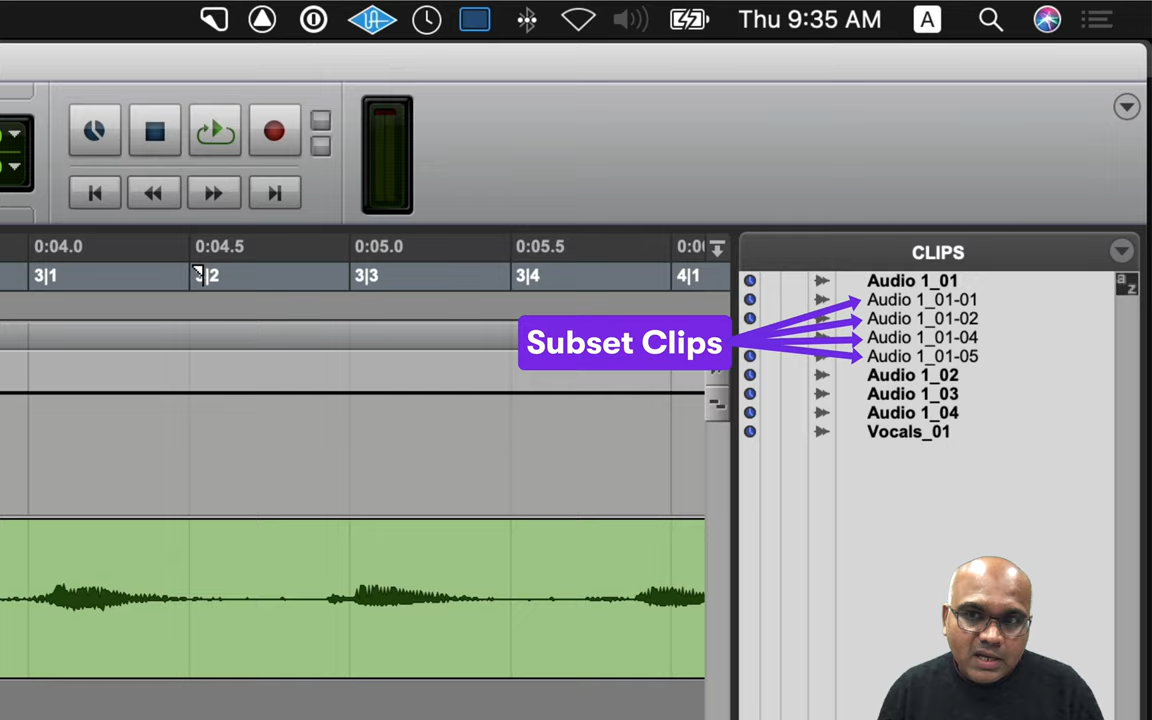 Thu 9:35 AM A
0:04.0 0:04.5 0:05.0 0:05.5
3|1 3|2 3|3 3|4 4|1
CLIPS
a
z
Audio 1_01
Audio 1_01-01
Audio 1_01-02
Audio 1_01-04
Audio 1_01-05
Audio 1_02
Audio 1_03
Audio 1_04
Vocals_01
Subset Clips